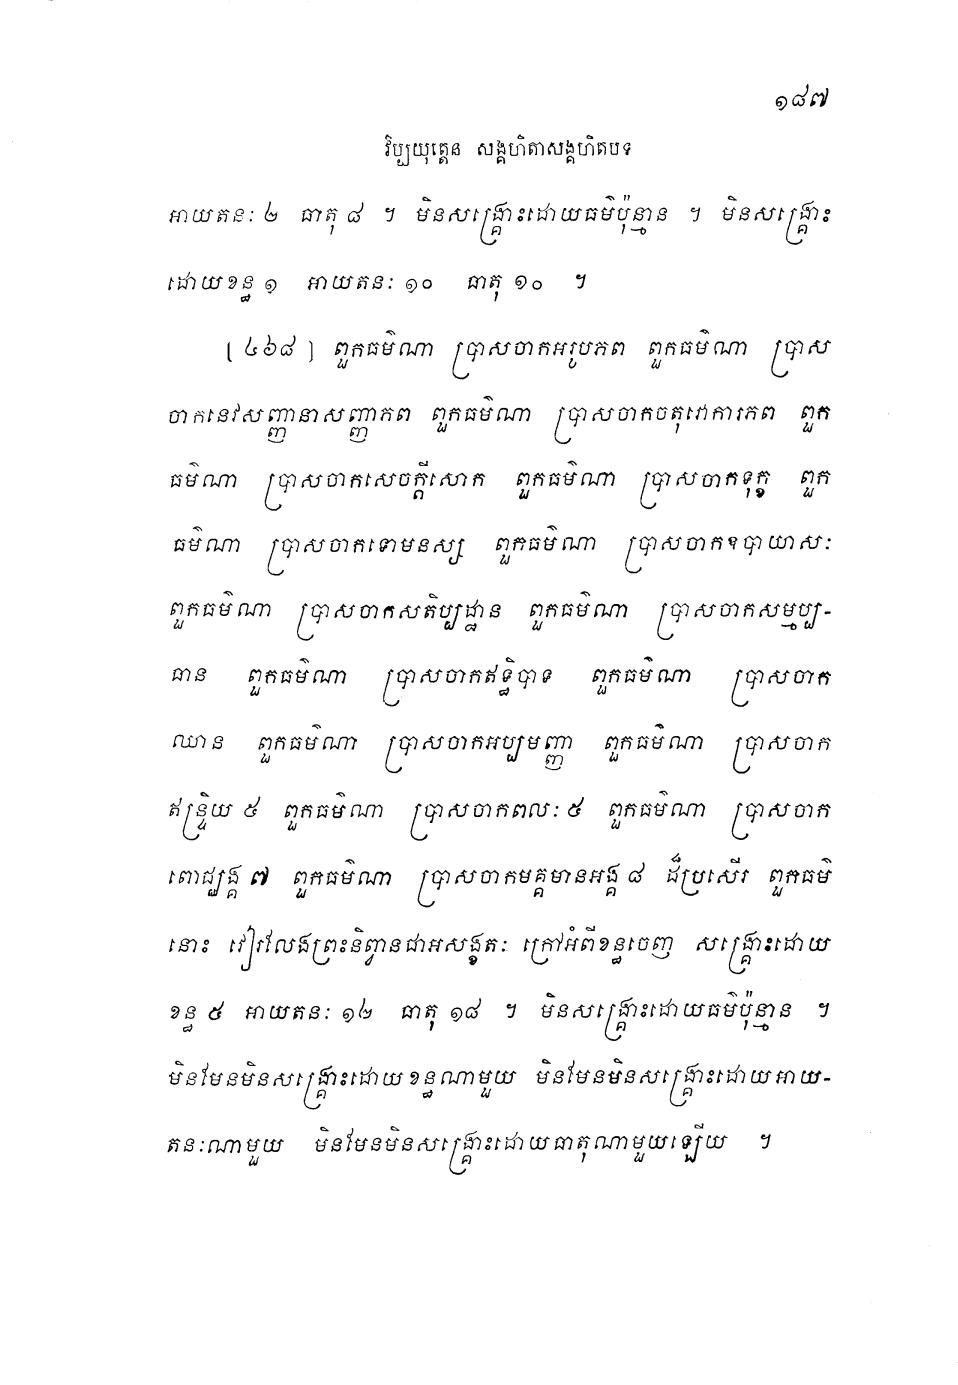 ១៨៧
វិប្បយុត្តេន សង្គហិតាសង្គហិតបទ
អាយតនៈ ២ ធាតុ ៨ ។ មិនសង្គ្រោះដោយធម៌ប៉ុន្មាន ។ មិនសង្គ្រោះ
ដោយខន្ធ ១ អាយតនៈ ១០ ធាតុ ១០ ។
[ ៤៦៨ ] ពួកធម៌ណា ប្រាសចាកអរូបភព ពួកធម៌ណា ប្រាស
ចាកនេវសញ្ញានាសញ្ញាភព ពួកធម៌ណា ប្រាសចាកចតុវោការភព ពួក
ធម៌ណា ប្រាសចាកសេចក្តីសោក ពួកធម៌ណា ប្រាសចាកទុក្ខ ពួក
ធម៌ណា ប្រាសចាកទោមនស្ស ពួកធម៌ណា ប្រាសចាកឧបាយាសៈ
ពួកធម៌ណា ប្រាសចាកសតិប្បដ្ឋាន ពួកធម៌ណា ប្រាសចាកសម្មប្ប-
ធាន ពួកធម៌ណា ប្រាសចាកឥទ្ធិបាទ ពួកធម៌ណា ប្រាសចាក
ឈាន ពួកធម៌ណា ប្រាសចាកអប្បមញ្ញា ពួកធម៌ណា ប្រាសចាក
ឥន្ទ្រិយ ៥ ពួកធម៌ណា ប្រាសចាកពលៈ ៥ ពួកធម៌ណា ប្រាសចាក
ពោជ្ឈង្គ ៧ ពួកធម៌ណា ប្រាសចាកមគ្គមានអង្គ ៨ ដ៏ប្រសើរ ពួកធម៌
នោះ វៀរលែងព្រះនិព្វានជាអសង្ខតៈ ក្រៅអំពីខន្ធចេញ សង្គ្រោះដោយ
ខន្ធ ៥ អាយតនៈ ១២ ធាតុ ១៨ ។ មិនសង្គ្រោះដោយធម៌ប៉ុន្មាន ។
មិនមែនមិនសង្គ្រោះដោយខន្ធណាមួយ មិនមែនមិនសង្គ្រោះដោយអាយ-
តនៈណាមួយ មិនមែនមិនសង្គ្រោះដោយធាតុណាមួយឡើយ ។